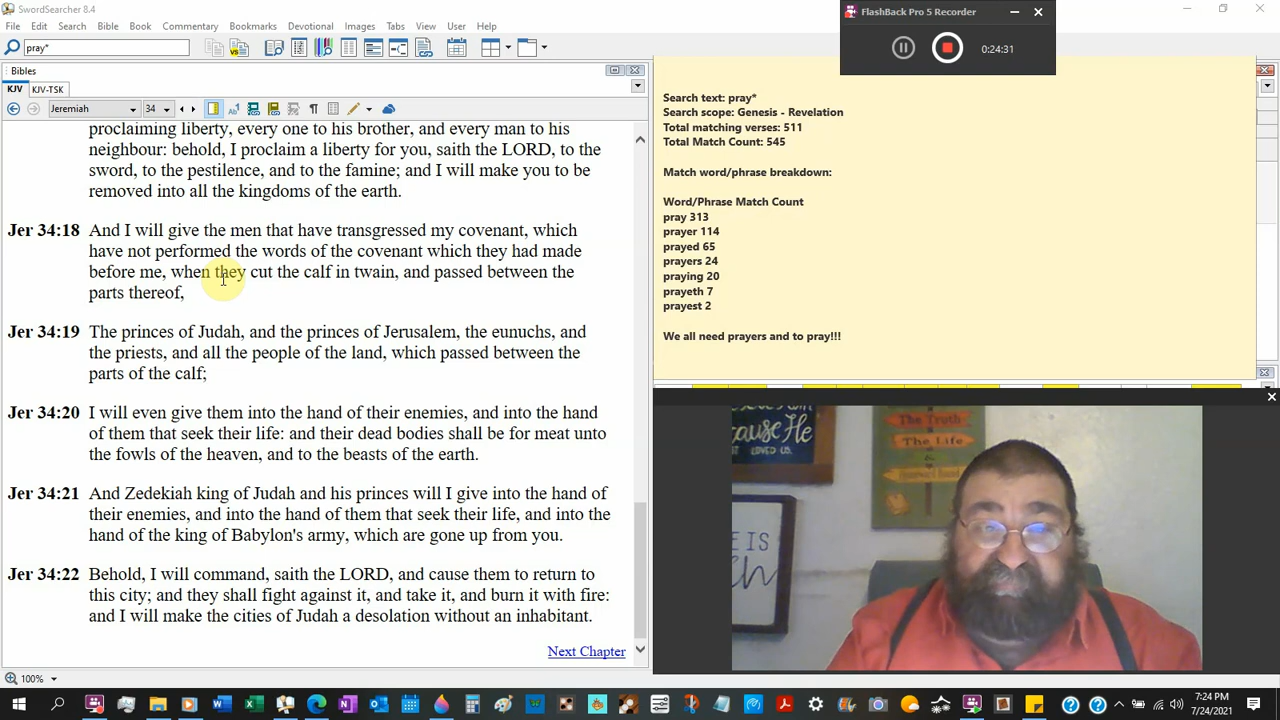 SwordSearcher 8.4
File Edit Search Bible Book Commentary Devotional Images Tabs View User Help
pray*
Bibles
KJV KJV-TSK
Jeremiah 34
proclaiming liberty, every one to his brother, and every man to his
neighbour: behold, I proclaim a liberty for you, saith the LORD, to the
sword, to the pestilence, and to the famine; and I will make you to be
removed into all the kingdoms of the earth.
Jer 34:18 And I will give the men that have transgressed my covenant, which
have not performed the words of the covenant which they had made
before me, when they cut the calf in twain, and passed between the
parts thereof,
Jer 34:19 The princes of Judah, and the princes of Jerusalem, the eunuchs, and
the priests, and all the people of the land, which passed between the
parts of the calf;
Jer 34:20 I will even give them into the hand of their enemies, and into the hand
of them that seek their life: and their dead bodies shall be for meat unto
the fowls of the heaven, and to the beasts of the earth.
Jer 34:21 And Zedekiah king of Judah and his princes will I give into the hand of
their enemies, and into the hand of them that seek their life, and into the
hand of the king of Babylon's army, which are gone up from you.
Jer 34:22 Behold, I will command, saith the LORD, and cause them to return to
this city; and they shall fight against it, and take it, and burn it with fire:
and I will make the cities of Judah a desolation without an inhabitant.
Next Chapter
100%
FlashBack Pro 5 Recorder
0:24:31
Search text: pray*
Search scope: Genesis - Revelation
Total matching verses: 511
Total Match Count: 545
Match word/phrase breakdown:
Word/Phrase Match Count
pray 313
prayer 114
prayed 65
prayers 24
praying 20
prayeth 7
prayest 2
We all need prayers and to pray!!!
cause He
LOVED US.
The Truth
The Life
IS
7:24 PM
7/24/2021